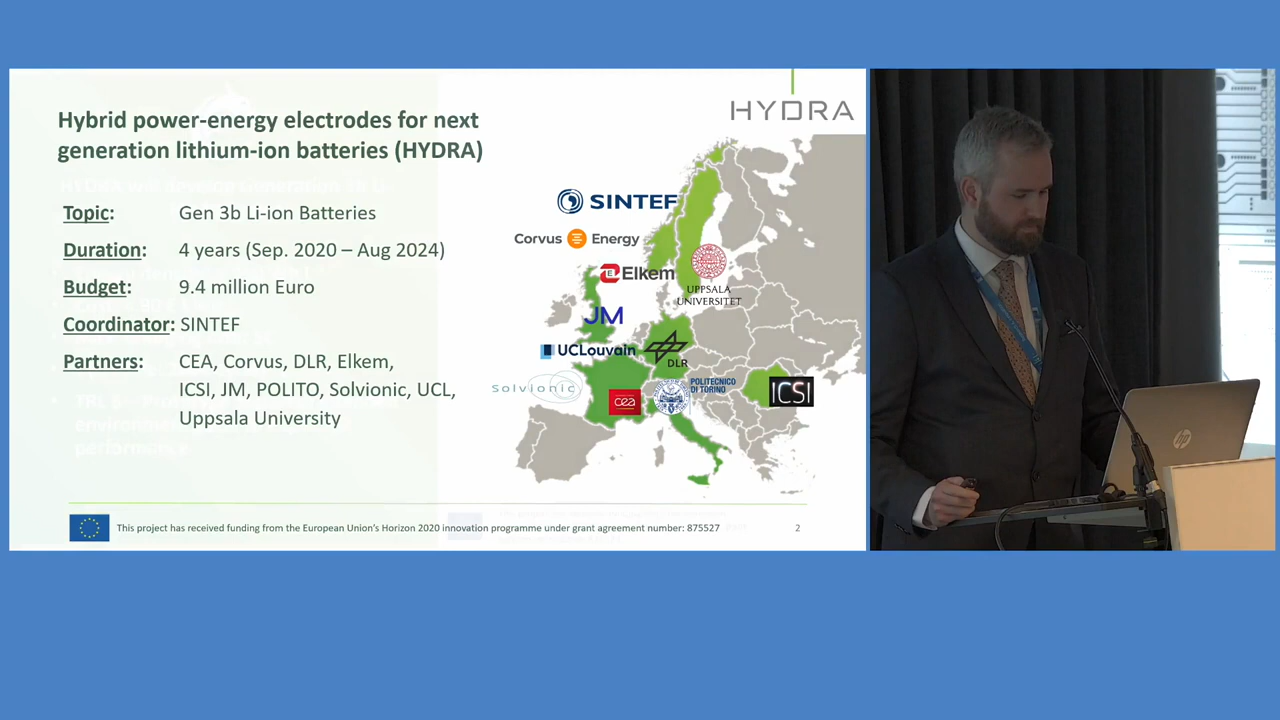 Hybrid power-energy electrodes for next
generation lithium-ion batteries (HYDRA)
HYDRA
Topic: Gen 3b Li-ion Batteries
Duration: 4 years (Sep. 2020 – Aug 2024)
Budget: 9.4 million Euro
Coordinator: SINTEF
Partners: CEA, Corvus, DLR, Elkem,
ICSI, JM, POLITO, Solvionic, UCL,
Uppsala University
SINTEF
Corvus Energy
Elkem
UPPSALA
UNIVERSITET
JM
UCLouvain
DLR
Solvionic
cea
POLITECNICO
DI TORINO
ICSI
This project has received funding from the European Union's Horizon 2020 innovation programme under grant agreement number: 875527
2
hp